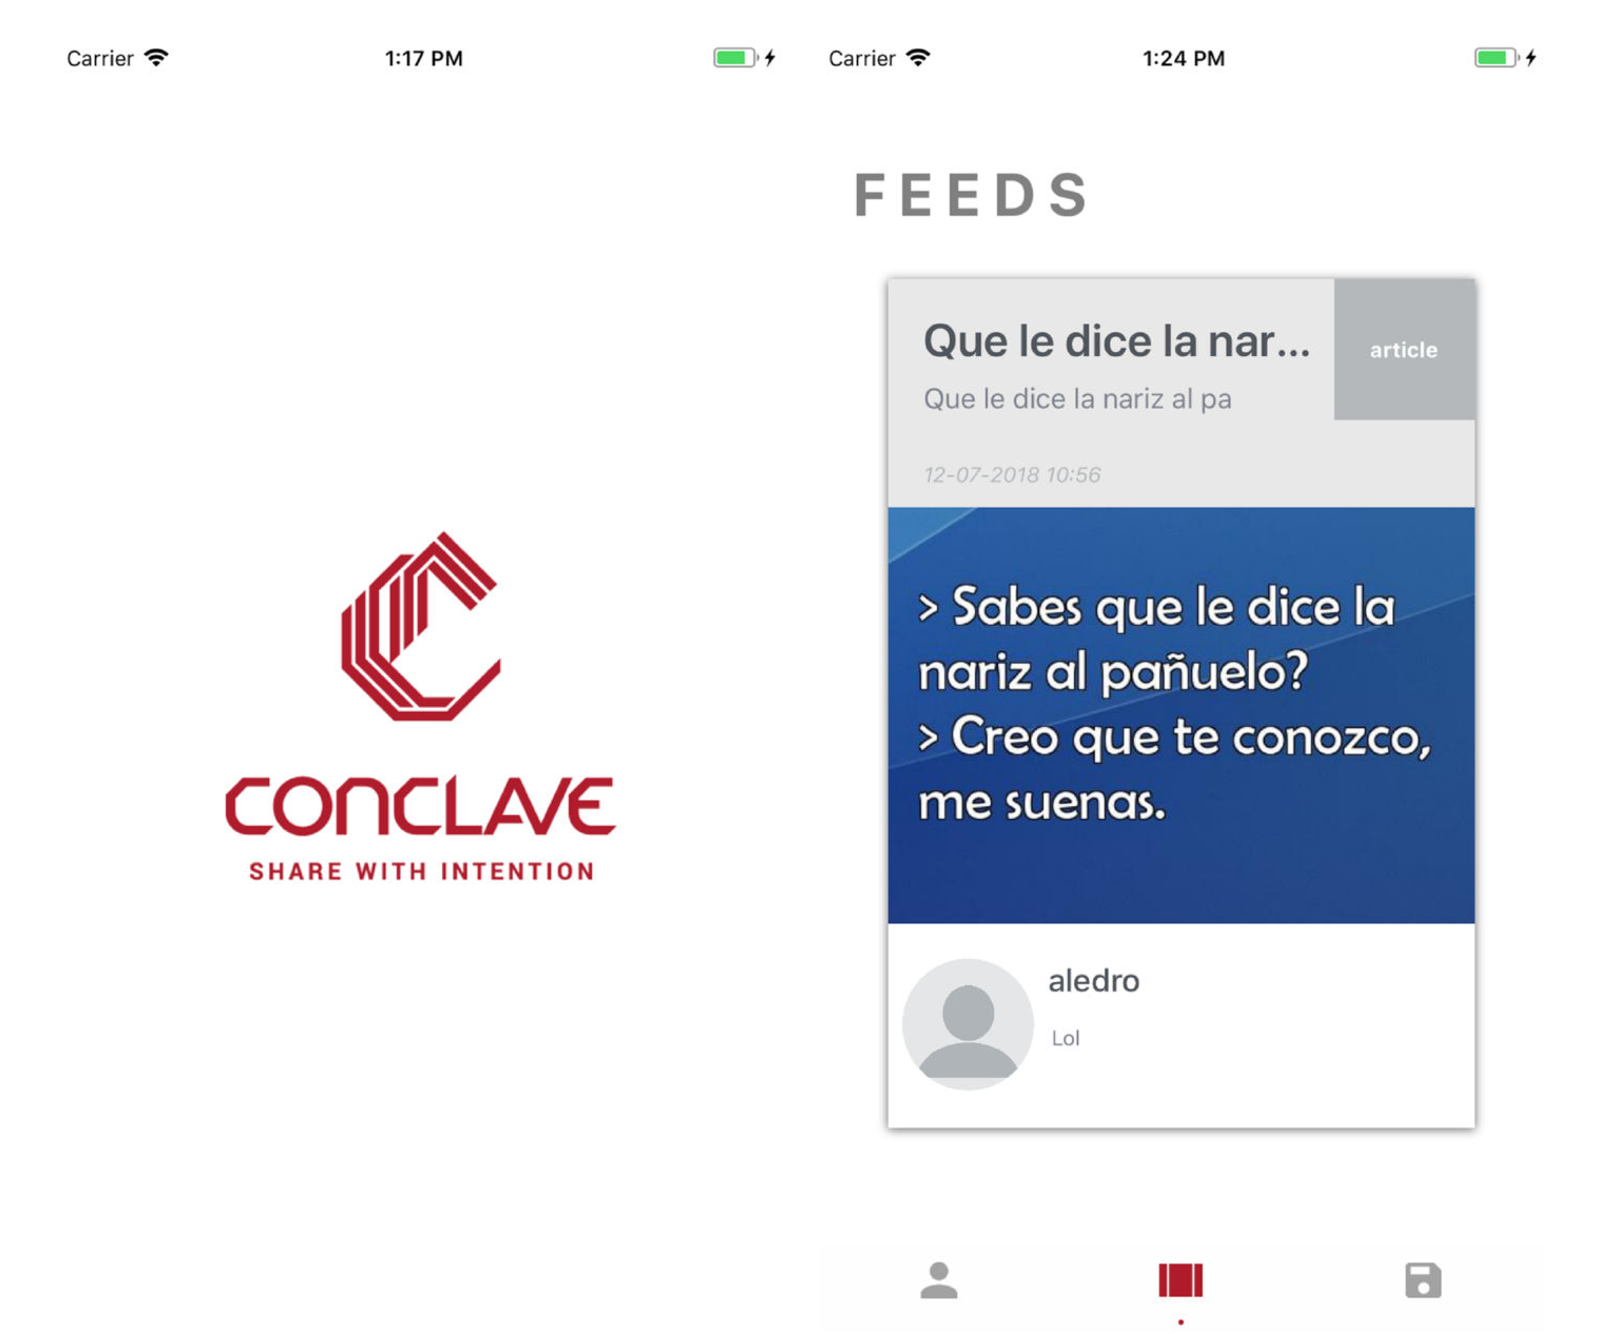 Carrier
1:17 PM
CONCLAVE
SHARE WITH INTENTION
Carrier
1:24 PM
FEEDS
Que le dice la nar...
article
Que le dice la nariz al pa
12-07-2018 10:56
> Sabes que le dice la
nariz al pañuelo?
> Creo que te conozco,
me suenas.
aledro
Lol